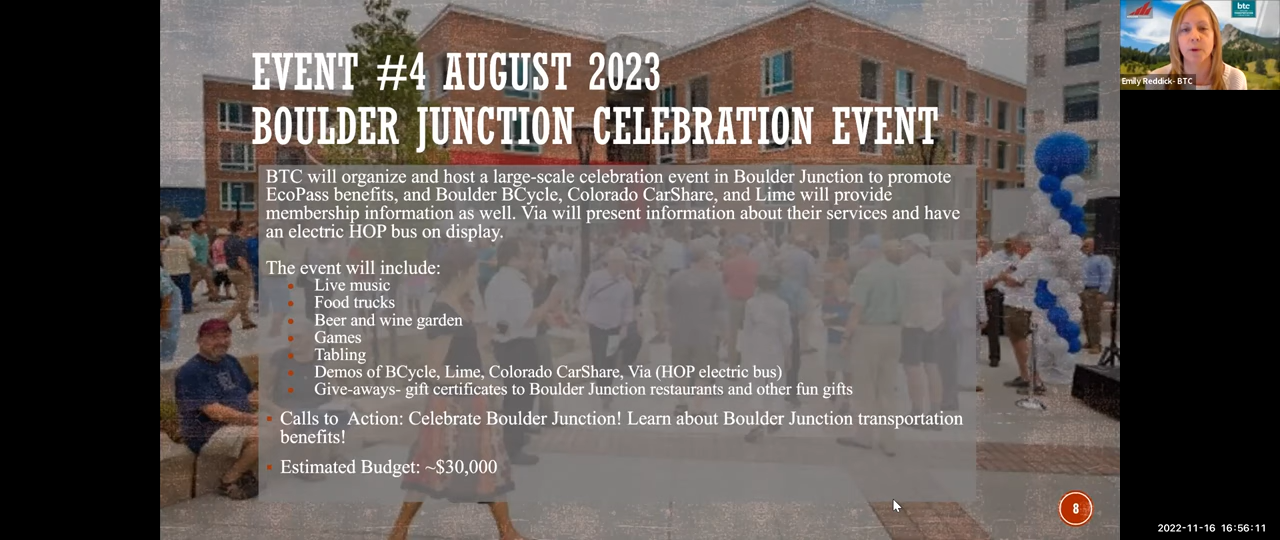 EVENT #4 AUGUST 2023
BOULDER JUNCTION CELEBRATION EVENT
BTC will organize and host a large-scale celebration event in Boulder Junction to promote
EcoPass benefits, and Boulder BCycle, Colorado CarShare, and Lime will provide
membership information as well. Via will present information about their services and have
an electric HOP bus on display.
The event will include:
Live music
Food trucks
Beer and wine garden
Games
Tabling
Demos of BCycle, Lime, Colorado CarShare, Via (HOP electric bus)
Give-aways- gift certificates to Boulder Junction restaurants and other fun gifts
Calls to Action: Celebrate Boulder Junction! Learn about Boulder Junction transportation
benefits!
Estimated Budget: ~$30,000
8
btc
Emily Reddick- BTC
2022-11-16 16:56:11